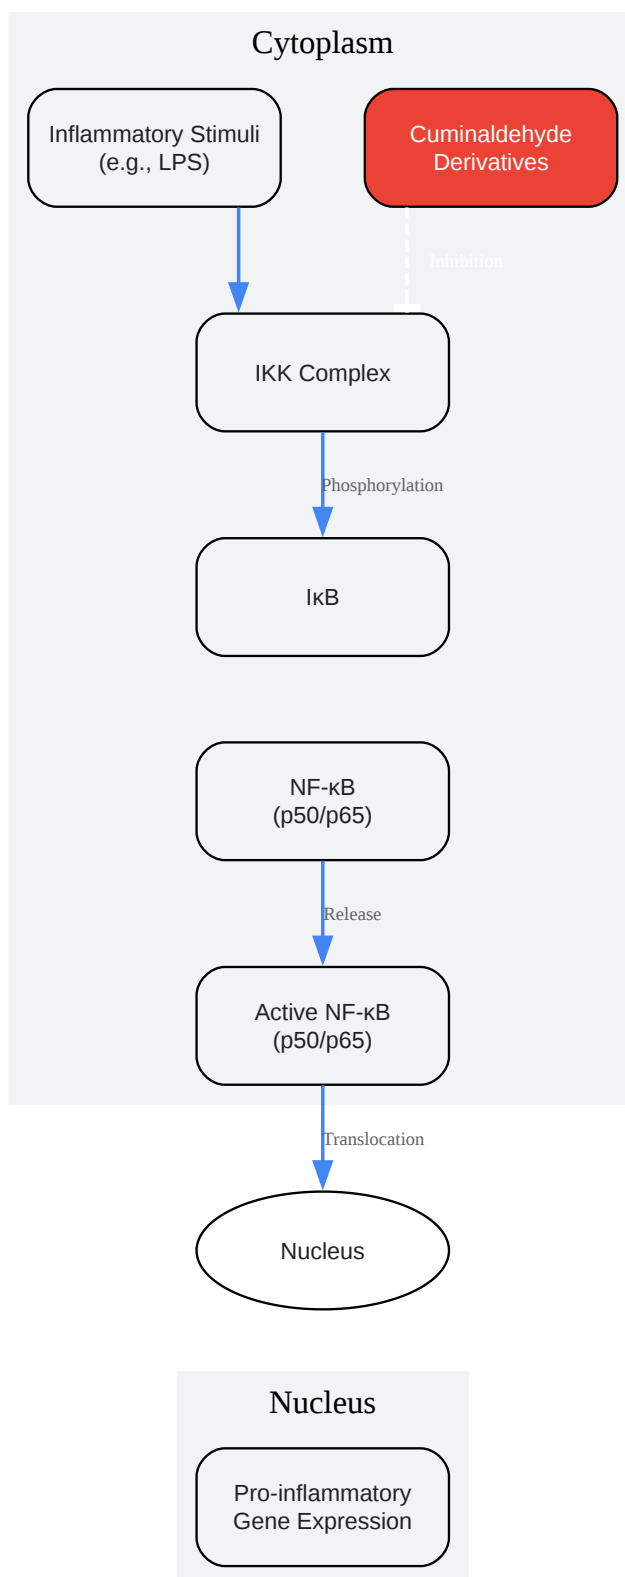 Cytoplasm
Inflammatory Stimuli
(e.g., LPS)
Cuminaldehyde
Derivatives
Inhibition
IKK Complex
Phosphorylation
IκB
NF-κB
(p50/p65)
Release
Active NF-κB
(p50/p65)
Translocation
Nucleus
Nucleus
Pro-inflammatory
Gene Expression